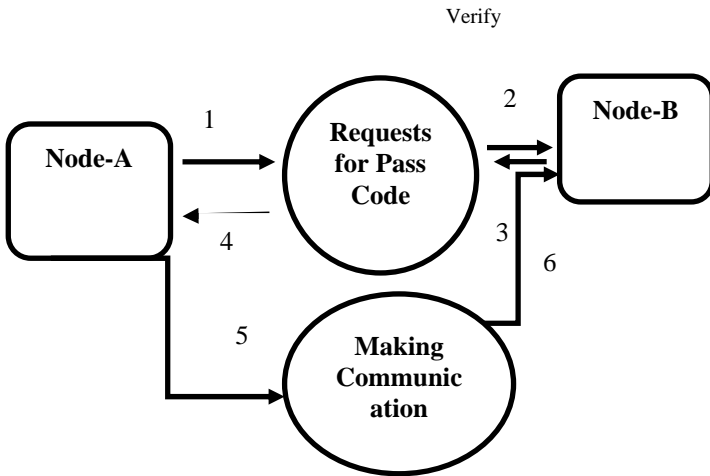 Verify
1
2
Node-A
Requests
for Pass
Code
Node-B
4
3
6
5
Making
Communic
ation